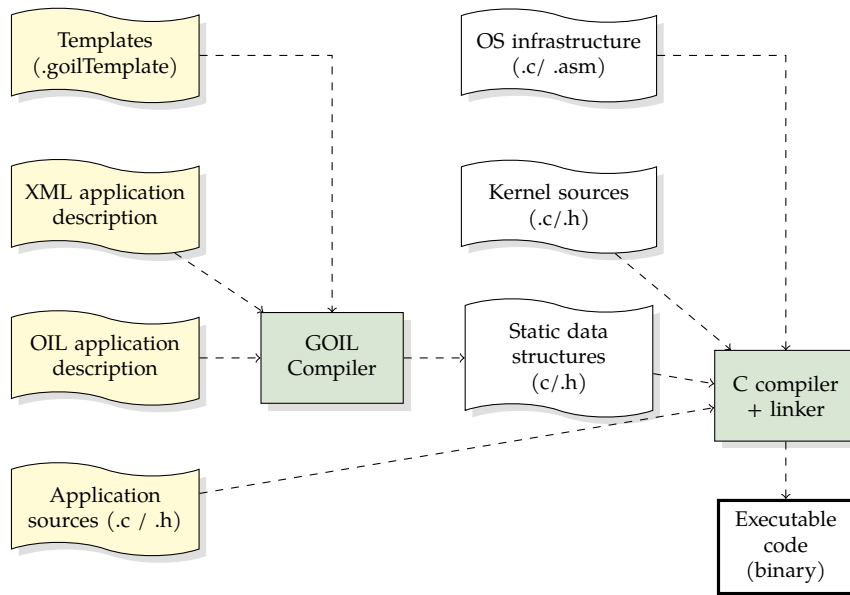 Templates
(.goilTemplate)
OS infrastructure
(.c/ .asm)
XML application
description
Kernel sources
(.c/.h)
OIL application
description
GOIL
Compiler
Static data
structures
(c/.h)
C compiler
+ linker
Application
sources (.c / .h)
Executable
code
(binary)